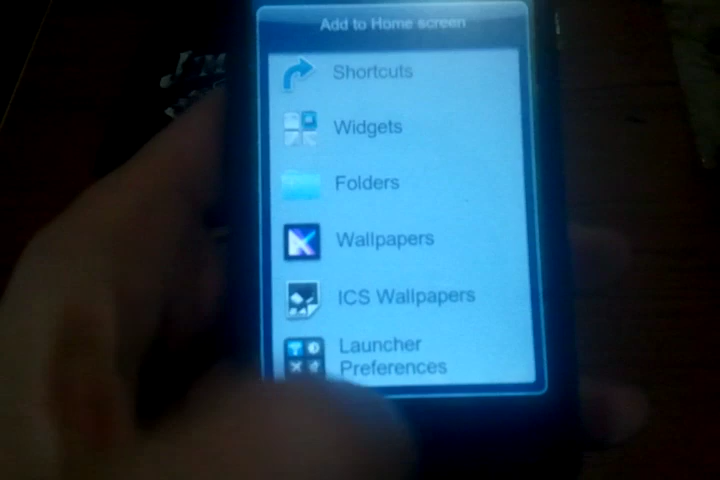 Add to Home screen
Shortcuts
Widgets
Folders
Wallpapers
ICS Wallpapers
Launcher
Preferences